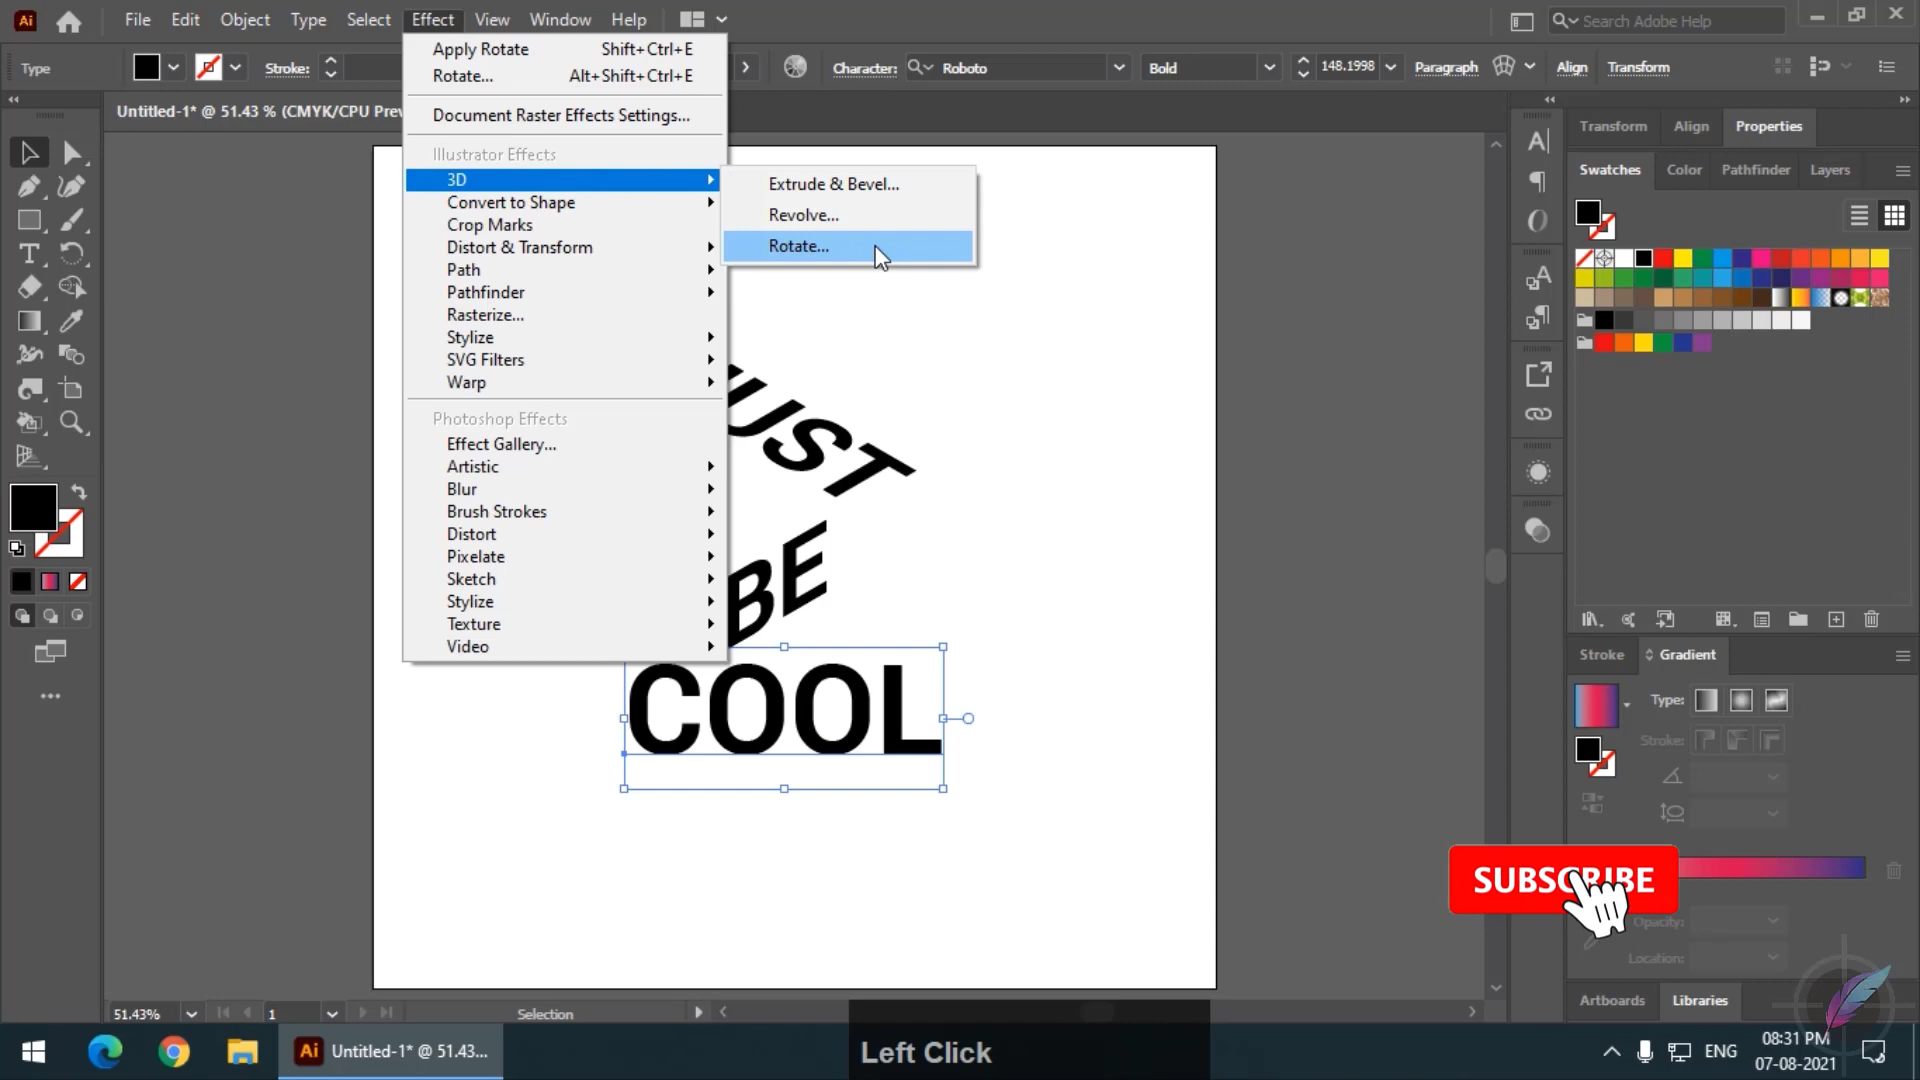 Ai File Edit Object Type Select Effect View Window Help Search Adobe Help
Type Stroke: Character: Roboto Bold 148.1998 Paragraph Align Transform
Untitled-1* @ 51.43 % (CMYK/CPU Prev
Apply Rotate Shift+Ctrl+E
Rotate... Alt+Shift+Ctrl+E
Document Raster Effects Settings...
Illustrator Effects
3D
Convert to Shape
Crop Marks
Distort & Transform
Path
Pathfinder
Rasterize...
Stylize
SVG Filters
Warp
Photoshop Effects
Effect Gallery...
Artistic
Blur
Brush Strokes
Distort
Pixelate
Sketch
Stylize
Texture
Video
Extrude & Bevel...
Revolve...
Rotate...
UST
BE
COOL
Transform Align Properties
Swatches Color Pathfinder Layers
Stroke Gradient
Type:
Stroke:
SUBSCRIBE
Opacity:
Location:
Artboards Libraries
51.43% 1 Selection
Left Click
Ai Untitled-1* @ 51.43...
ENG
08:31 PM
07-08-2021